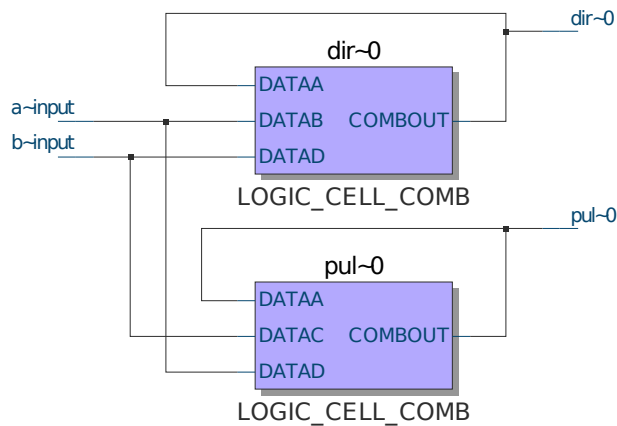 dir~0
dir~0
DATAA
a~input
DATAB COMBOUT
b~input
DATAD
LOGIC_CELL_COMB
pul~0
pul~0
DATAA
DATAC COMBOUT
DATAD
LOGIC_CELL_COMB